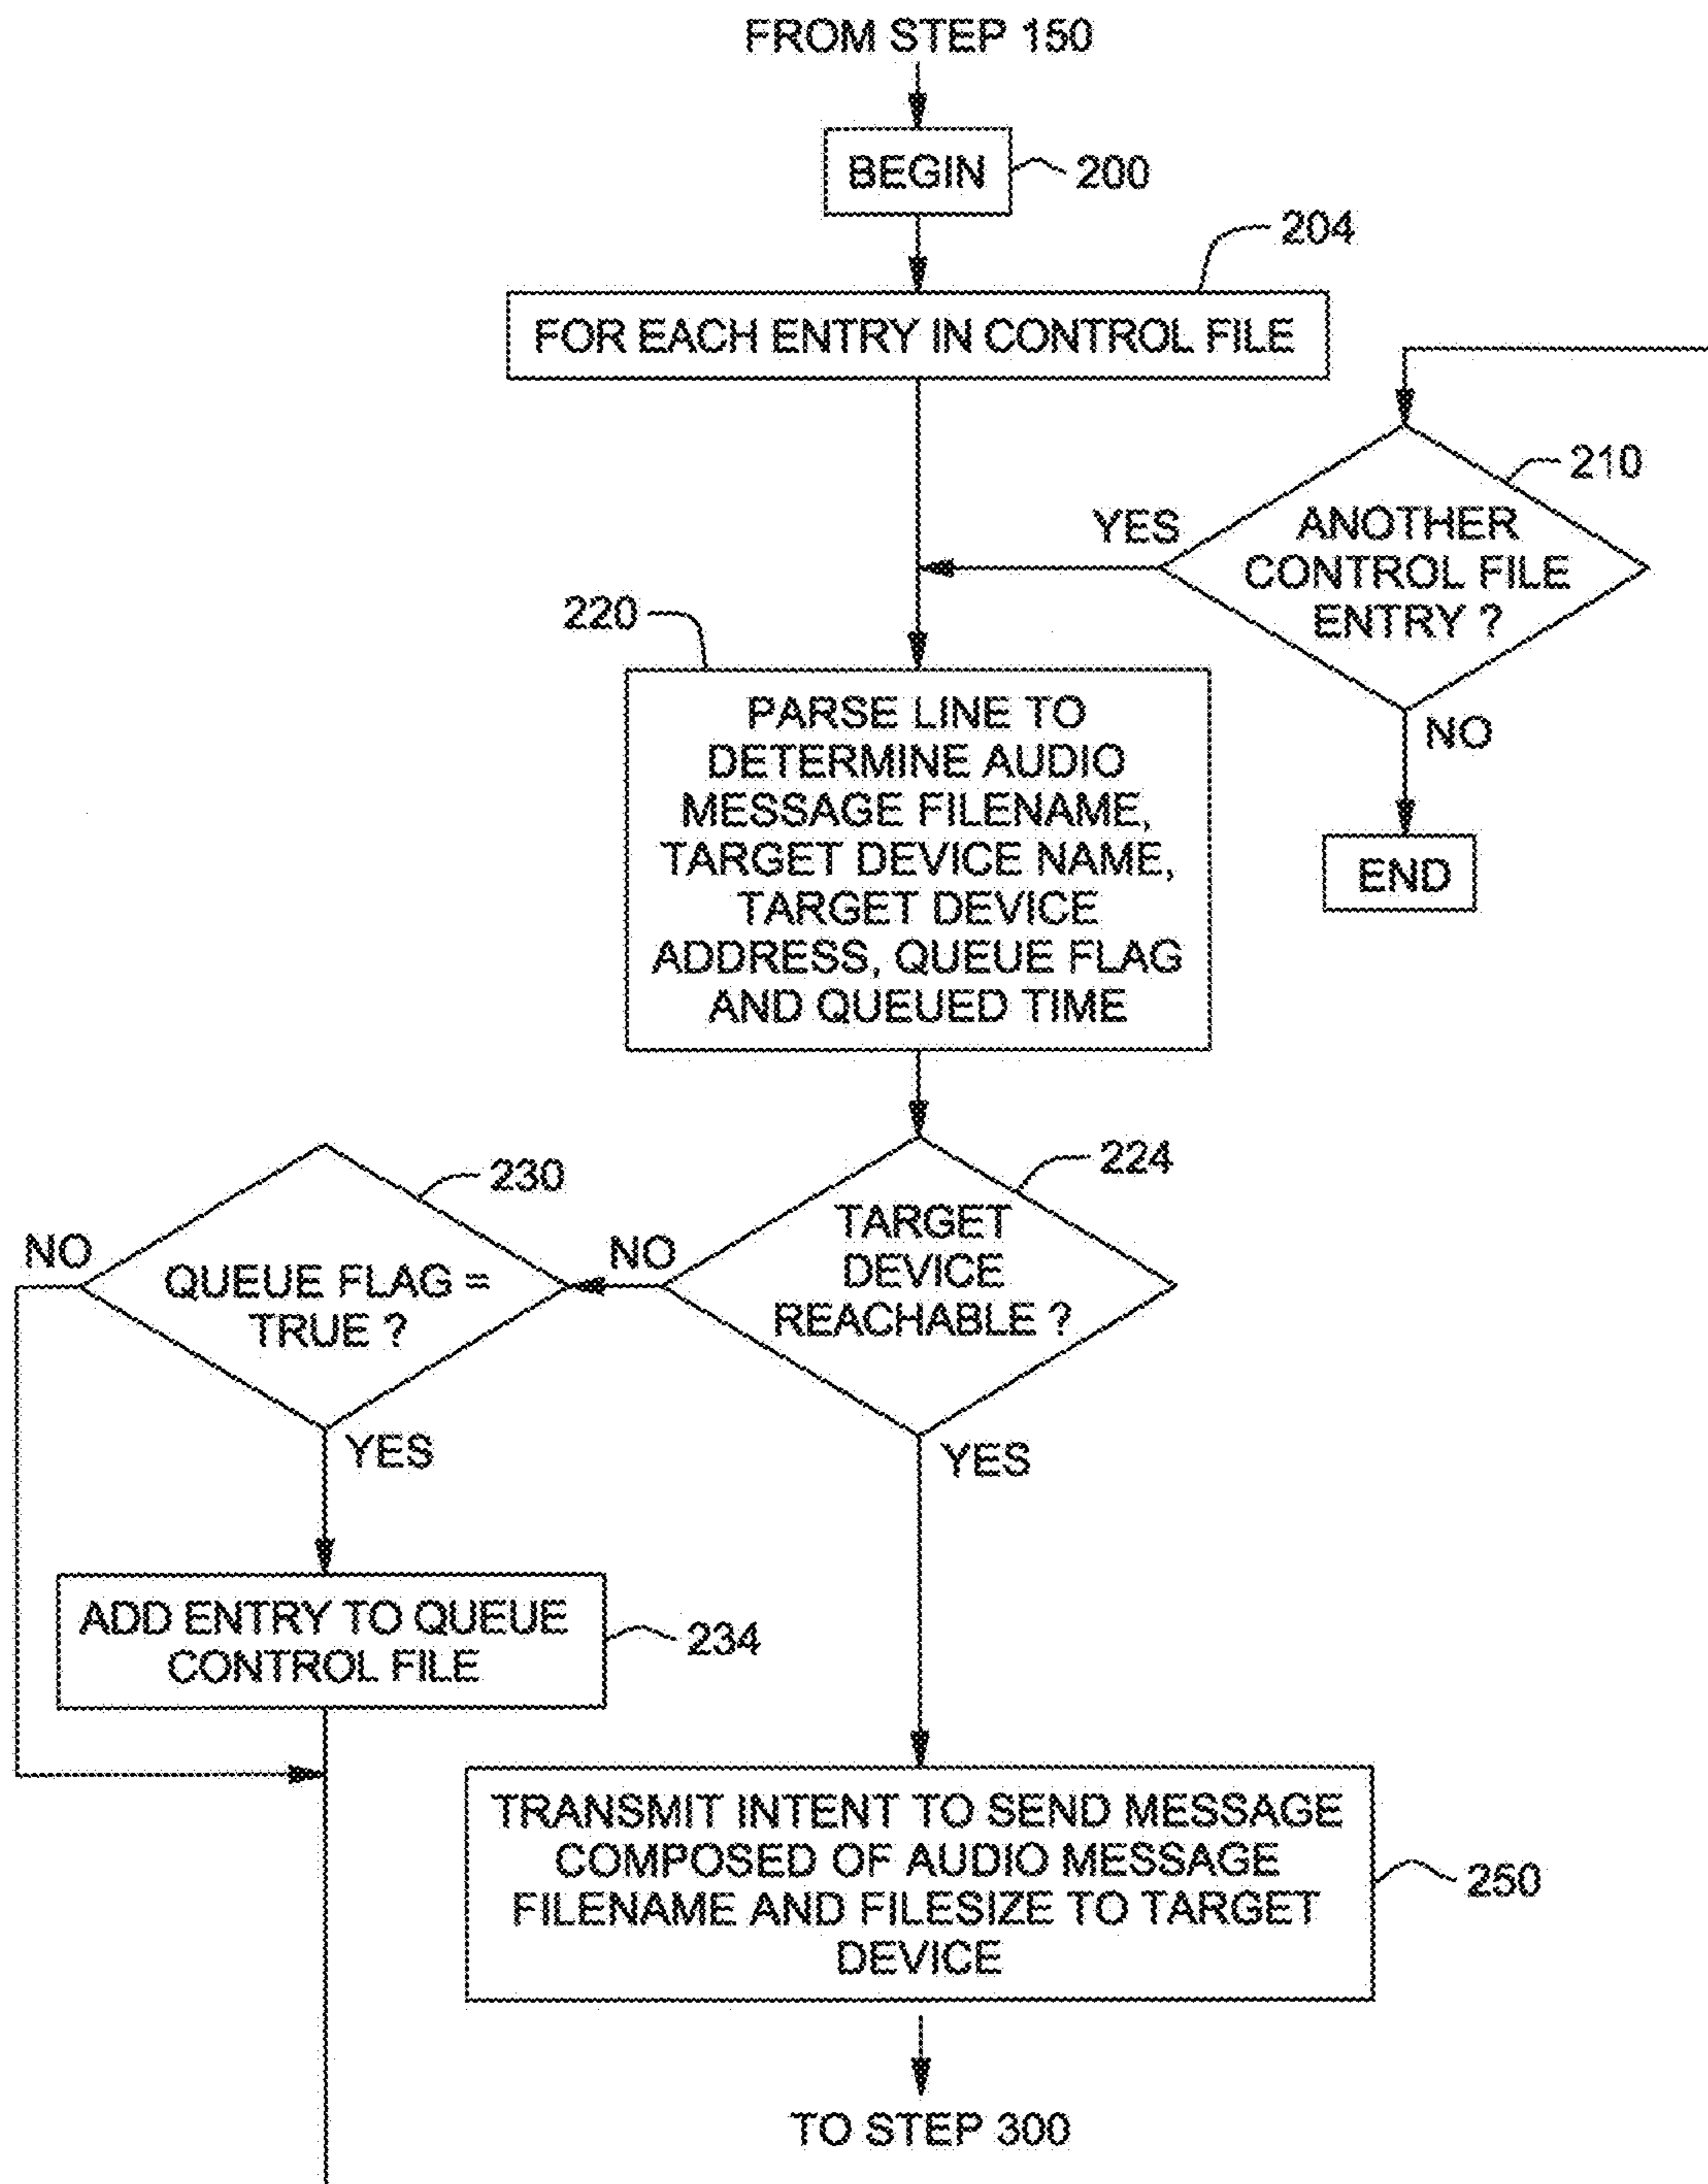 FROM STEP 150
BEGIN
200
204
FOR EACH ENTRY IN CONTROL FILE
210
YES
ANOTHER
CONTROL FILE
ENTRY ?
NO
END
220
PARSE LINE TO
DETERMINE AUDIO
MESSAGE FILENAME,
TARGET DEVICE NAME,
TARGET DEVICE
ADDRESS, QUEUE FLAG
AND QUEUED TIME
224
TARGET
DEVICE
REACHABLE ?
NO
YES
230
NO
QUEUE FLAG =
TRUE ?
YES
ADD ENTRY TO QUEUE
CONTROL FILE
234
TRANSMIT INTENT TO SEND MESSAGE
COMPOSED OF AUDIO MESSAGE
FILENAME AND FILESIZE TO TARGET
DEVICE
250
TO STEP 300